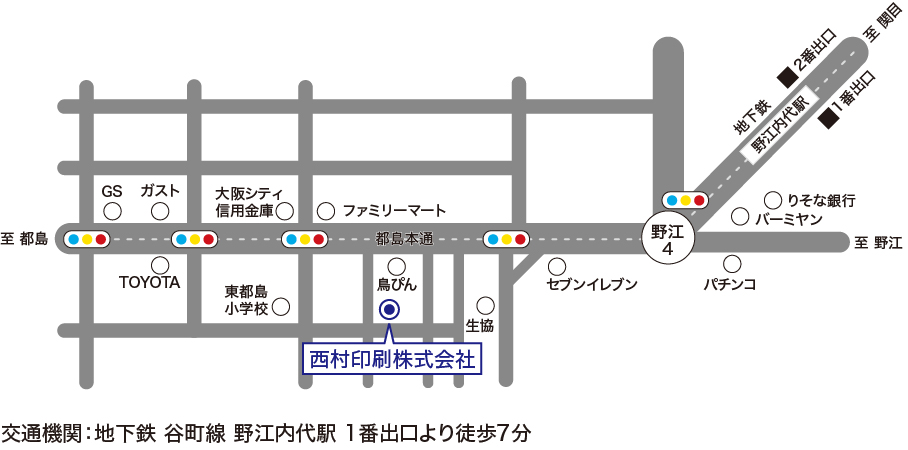 至 関目
2番出口
1番出口
地下鉄
野江内代駅
GS
ガスト
大阪シティ
信用金庫
ファミリーマート
りそな銀行
バーミヤン
至 都島
都島本通
野江
4
至 野江
TOYOTA
東都島
小学校
鳥ぴん
生協
セブンイレブン
パチンコ
西村印刷株式会社
交通機関：地下鉄 谷町線 野江内代駅 1番出口より徒歩7分